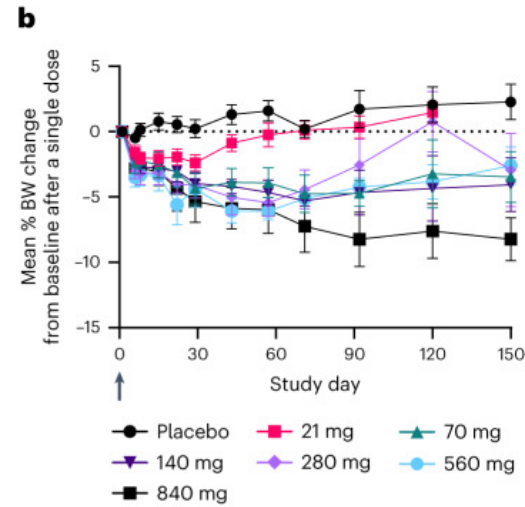 b
Mean % BW change
from baseline after a single dose
5
0
−5
−10
−15
0 30 60 90 120 150
Study day
Placebo 21 mg 70 mg
140 mg 280 mg 560 mg
840 mg